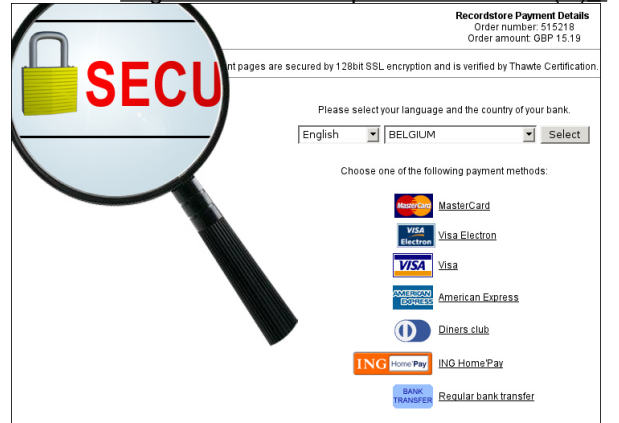 Recordstore Payment Details
Order number: 515218
Order amount: GBP 15.19
SECU
nt pages are secured by 128bit SSL encryption and is verified by Thawte Certification.
Please select your language and the country of your bank.
English BELGIUM Select
Choose one of the following payment methods:
MasterCard MasterCard
VISA Electron Visa Electron
VISA Visa
AMERICAN EXPRESS American Express
Diners club
ING Home'Pay ING Home'Pay
BANK TRANSFER Regular bank transfer